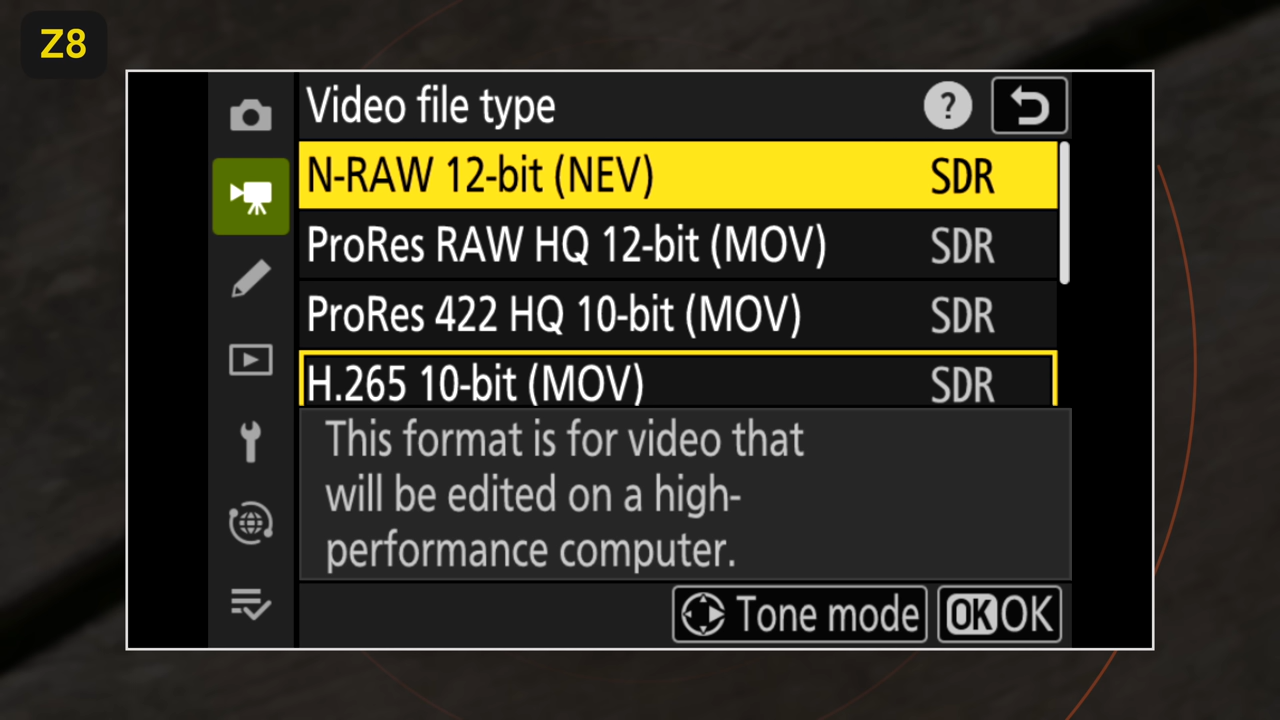 Z8
Video file type ?
N-RAW 12-bit (NEV) SDR
ProRes RAW HQ 12-bit (MOV) SDR
ProRes 422 HQ 10-bit (MOV) SDR
H.265 10-bit (MOV) SDR
This format is for video that
will be edited on a high-
performance computer.
Tone mode OK OK